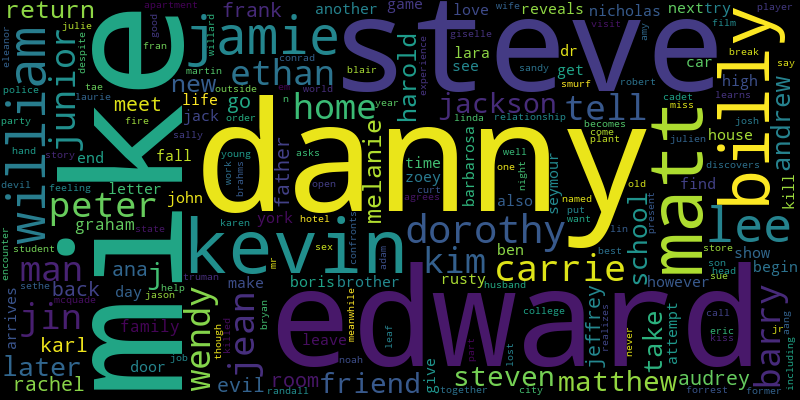 danny
edward
steve
mike
kevin
matt
billy
lee
jamie
peter
dorothy
carrie
william
junior
ethan
home
jackson
tell
kim
jin
man
wendy
jean
steven
matthew
friend
barry
jeffrey
take
school
harold
melanie
barbarosa
seymour
andrew
kill
return
frank
another
game
love
wife
reveals
nicholas
next
try
film
player
julie
good
fran
apartment
eleanor
despite
police
tae
laurie
party
fire
hand
story
devil
feeling
letter
new
jack
life
meet
go
fall
john
end
graham
ana
j
day
back
karl
later
rachel
door
family
arrives
encounter
student
sethe
mcquade
jason
help
state
job
truman
make
york
hotel
karen
sex
mr
bryan
though
killed
evil
room
randall
leave
boris
brother
meanwhile
confronts
adam
noah
leaf
give
together
lost
city
college
husband
rusty
ben
also
zoey
time
linda
relationship
lara
see
dr
get
sandy
smurf
blair
conrad
giselle
experience
visit
amy
robert
car
high
break
say
learns
cadet
miss
julien
josh
house
becomes
come
plant
well
one
night
named
put
want
old
find
discovers
lin
best
present
store
son
head
sue
show
begin
however
call
eric
kiss
jr
aang
including
attempt
audrey
forrest
former
never
realizes
part
agrees
curt
open
asks
father
young
work
brahms
sally
order
outside
martin
willard
world
year
n